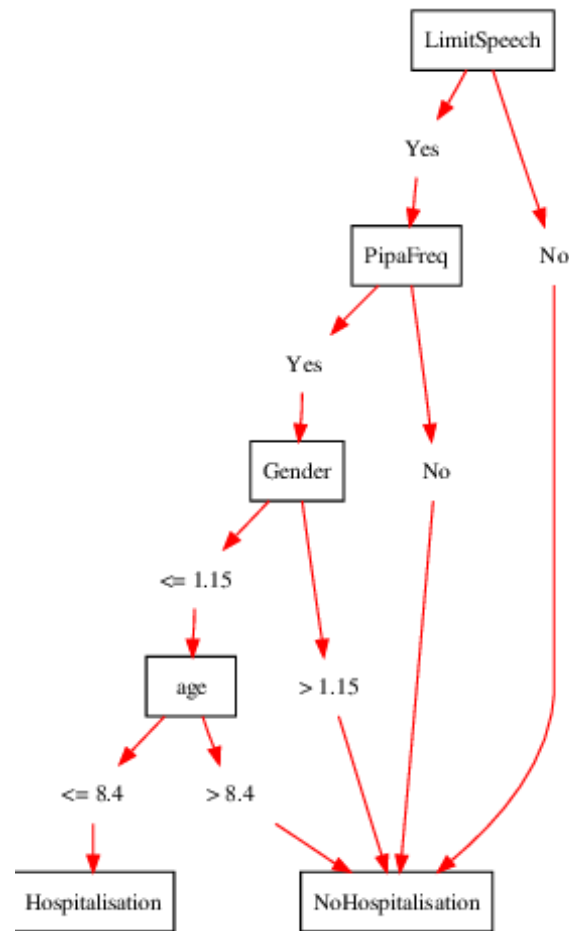 LimitSpeech
Yes
PipaFreq
No
Yes
Gender
No
<= 1.15
age
> 1.15
<= 8.4
> 8.4
Hospitalisation
NoHospitalisation